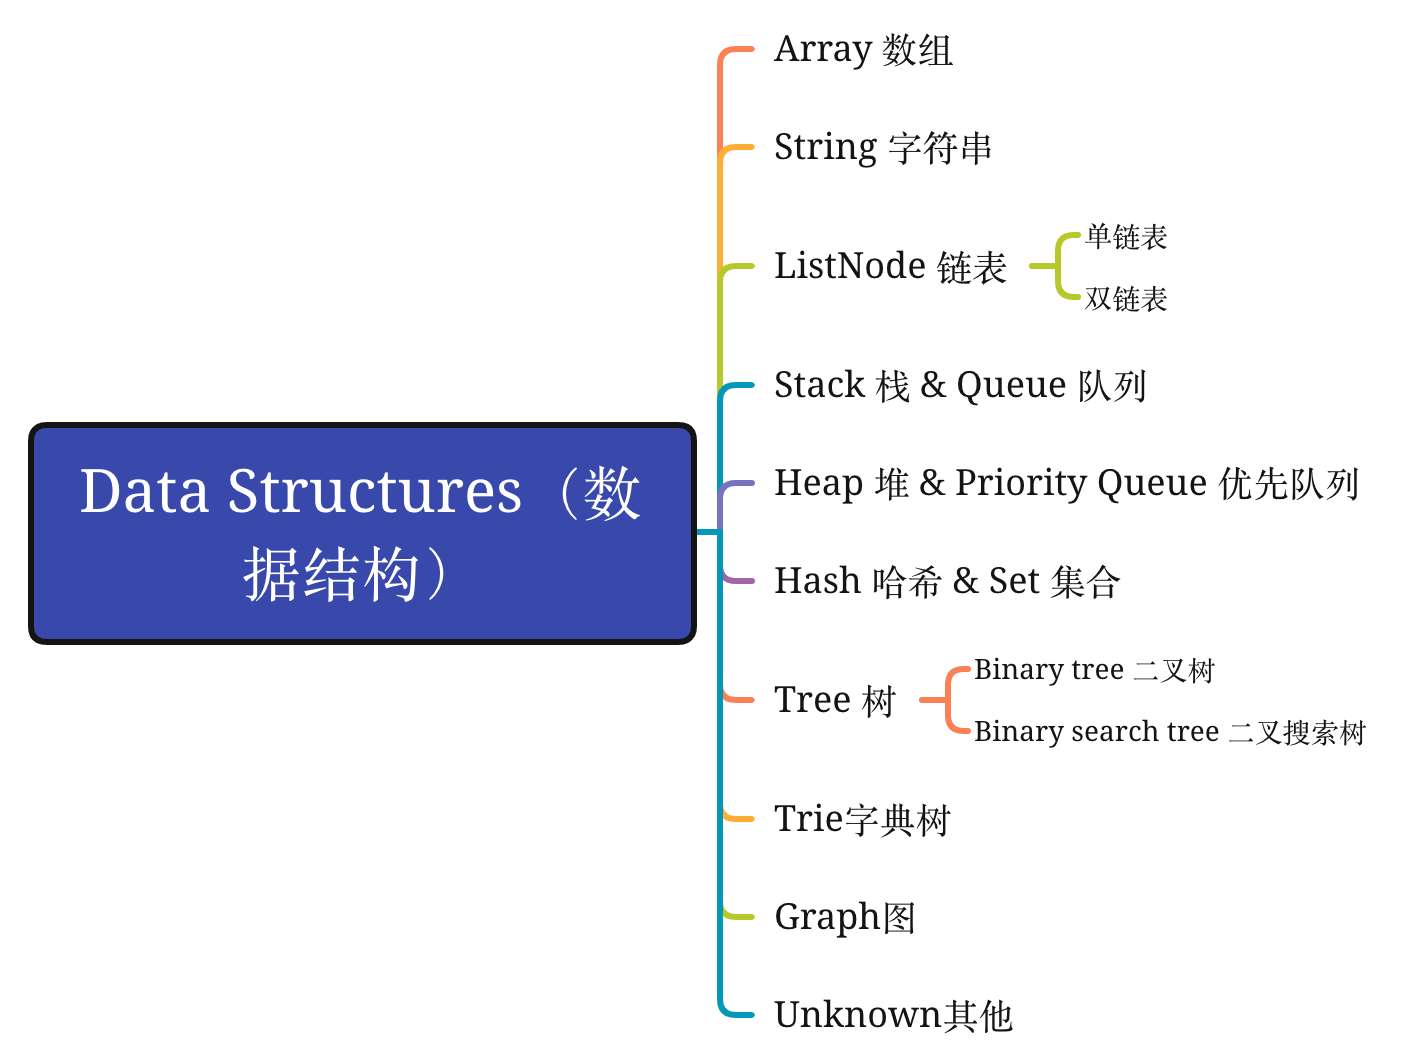 Data Structures（数
据结构）
Array 数组
String 字符串
ListNode 链表
单链表
双链表
Stack 栈 & Queue 队列
Heap 堆 & Priority Queue 优先队列
Hash 哈希 & Set 集合
Tree 树
Binary tree 二叉树
Binary search tree 二叉搜索树
Trie字典树
Graph图
Unknown其他